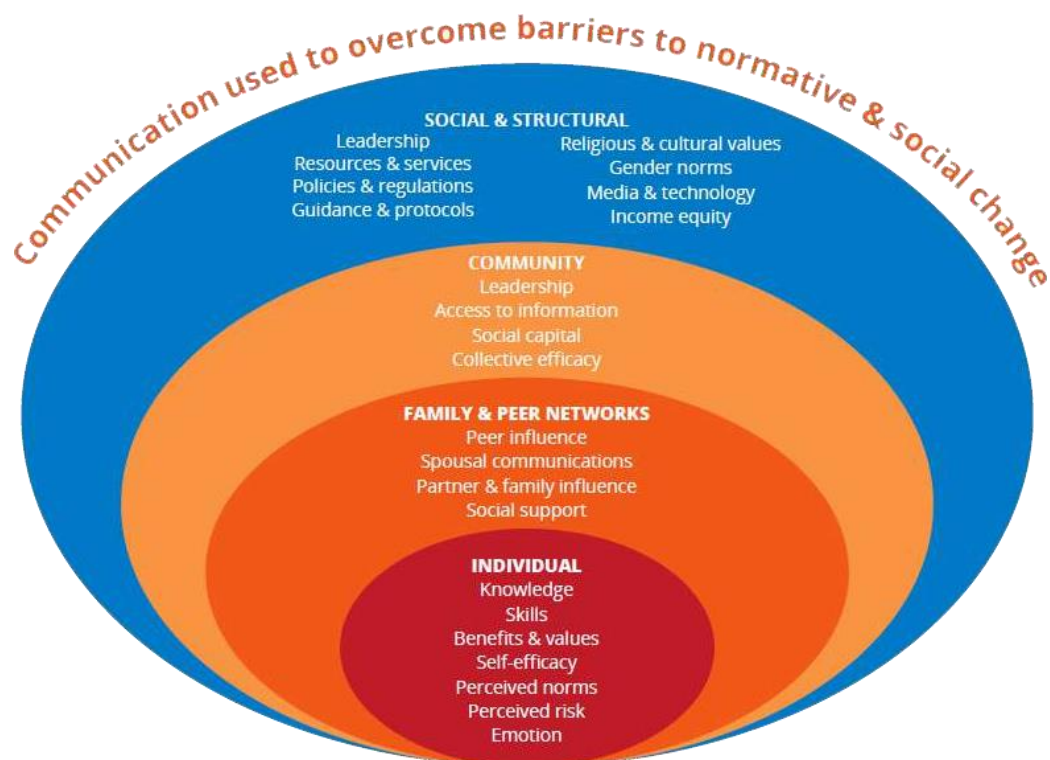 Communication used to overcome barriers to normative & social change
SOCIAL & STRUCTURAL
Leadership
Resources & services
Policies & regulations
Guidance & protocols
Religious & cultural values
Gender norms
Media & technology
Income equity
COMMUNITY
Leadership
Access to information
Social capital
Collective efficacy
FAMILY & PEER NETWORKS
Peer influence
Spousal communications
Partner & family influence
Social support
INDIVIDUAL
Knowledge
Skills
Benefits & values
Self-efficacy
Perceived norms
Perceived risk
Emotion